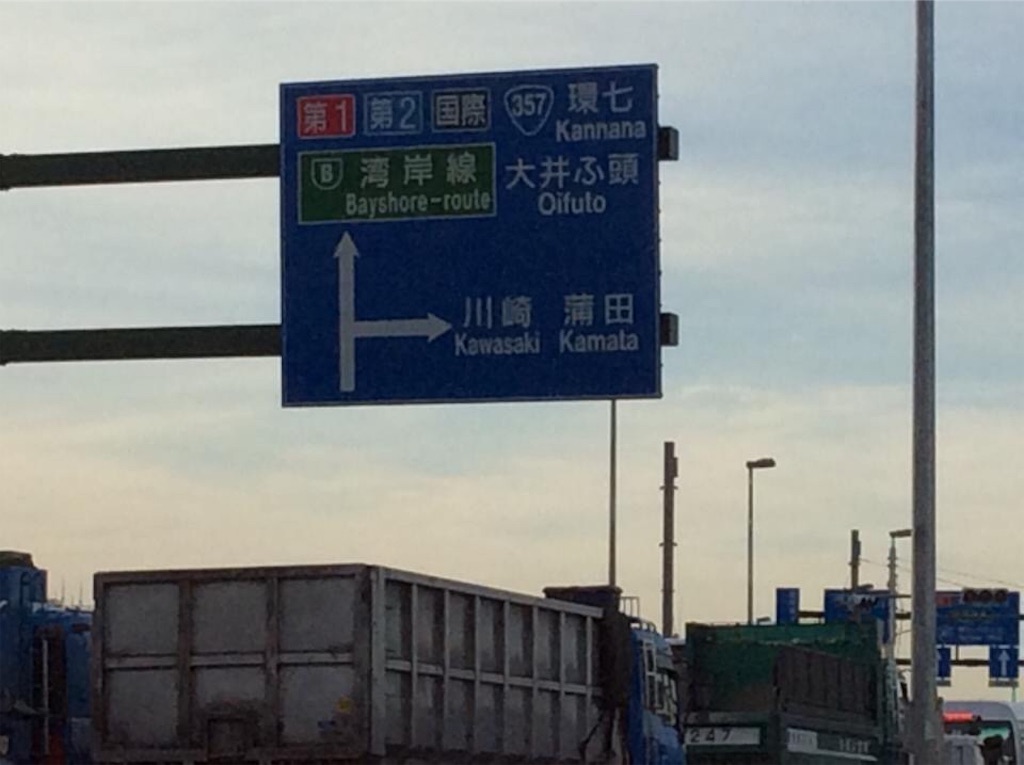 第1 第2 国際 357 環七
Kannana
B 湾岸線 大井ふ頭
Bayshore-route Oifuto
川崎 蒲田
Kawasaki Kamata
247